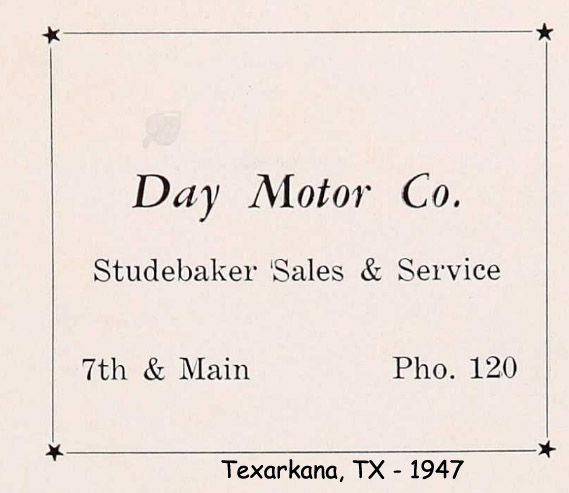 Day Motor Co.
Studebaker Sales & Service
7th & Main Pho. 120
Texarkana, TX - 1947